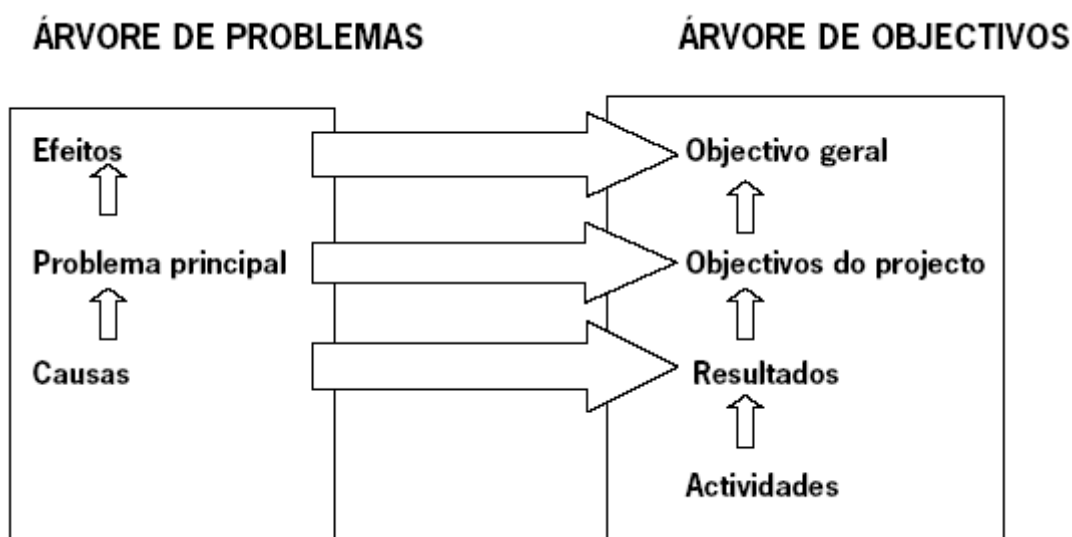 ÁRVORE DE PROBLEMAS
ÁRVORE DE OBJECTIVOS
Efeitos
Objectivo geral
Problema principal
Objectivos do projecto
Causas
Resultados
Actividades